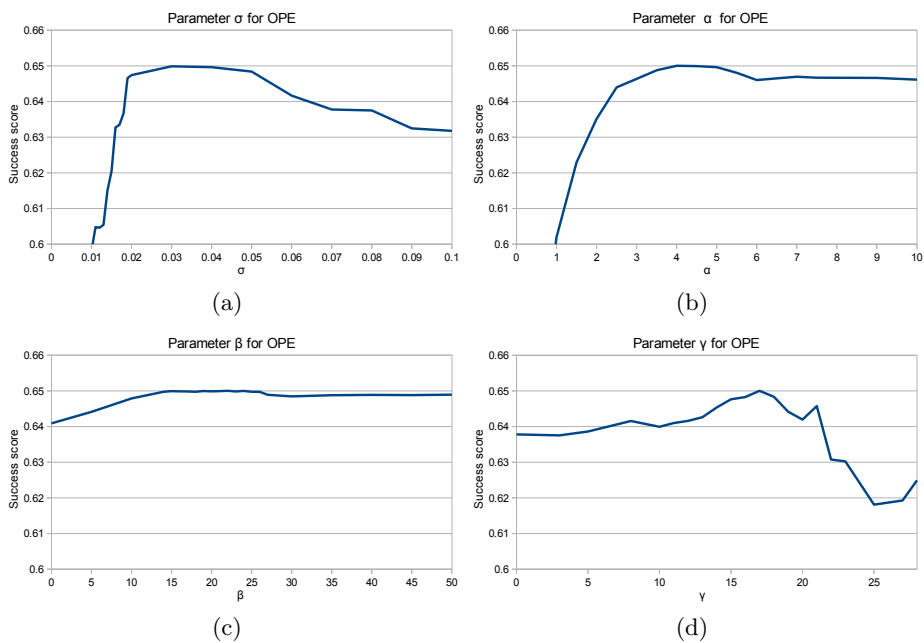 Parameter σ for OPE
0.66
0.65
0.64
0.63
0.62
0.61
0.6
Success score
0 0.01 0.02 0.03 0.04 0.05 0.06 0.07 0.08 0.09 0.1
σ
(a)
Parameter α for OPE
0.66
0.65
0.64
0.63
0.62
0.61
0.6
Success score
0 1 2 3 4 5 6 7 8 9 10
α
(b)
Parameter β for OPE
0.66
0.65
0.64
0.63
0.62
0.61
0.6
Success score
0 5 10 15 20 25 30 35 40 45 50
β
(c)
Parameter γ for OPE
0.66
0.65
0.64
0.63
0.62
0.61
0.6
Success score
0 5 10 15 20 25
γ
(d)